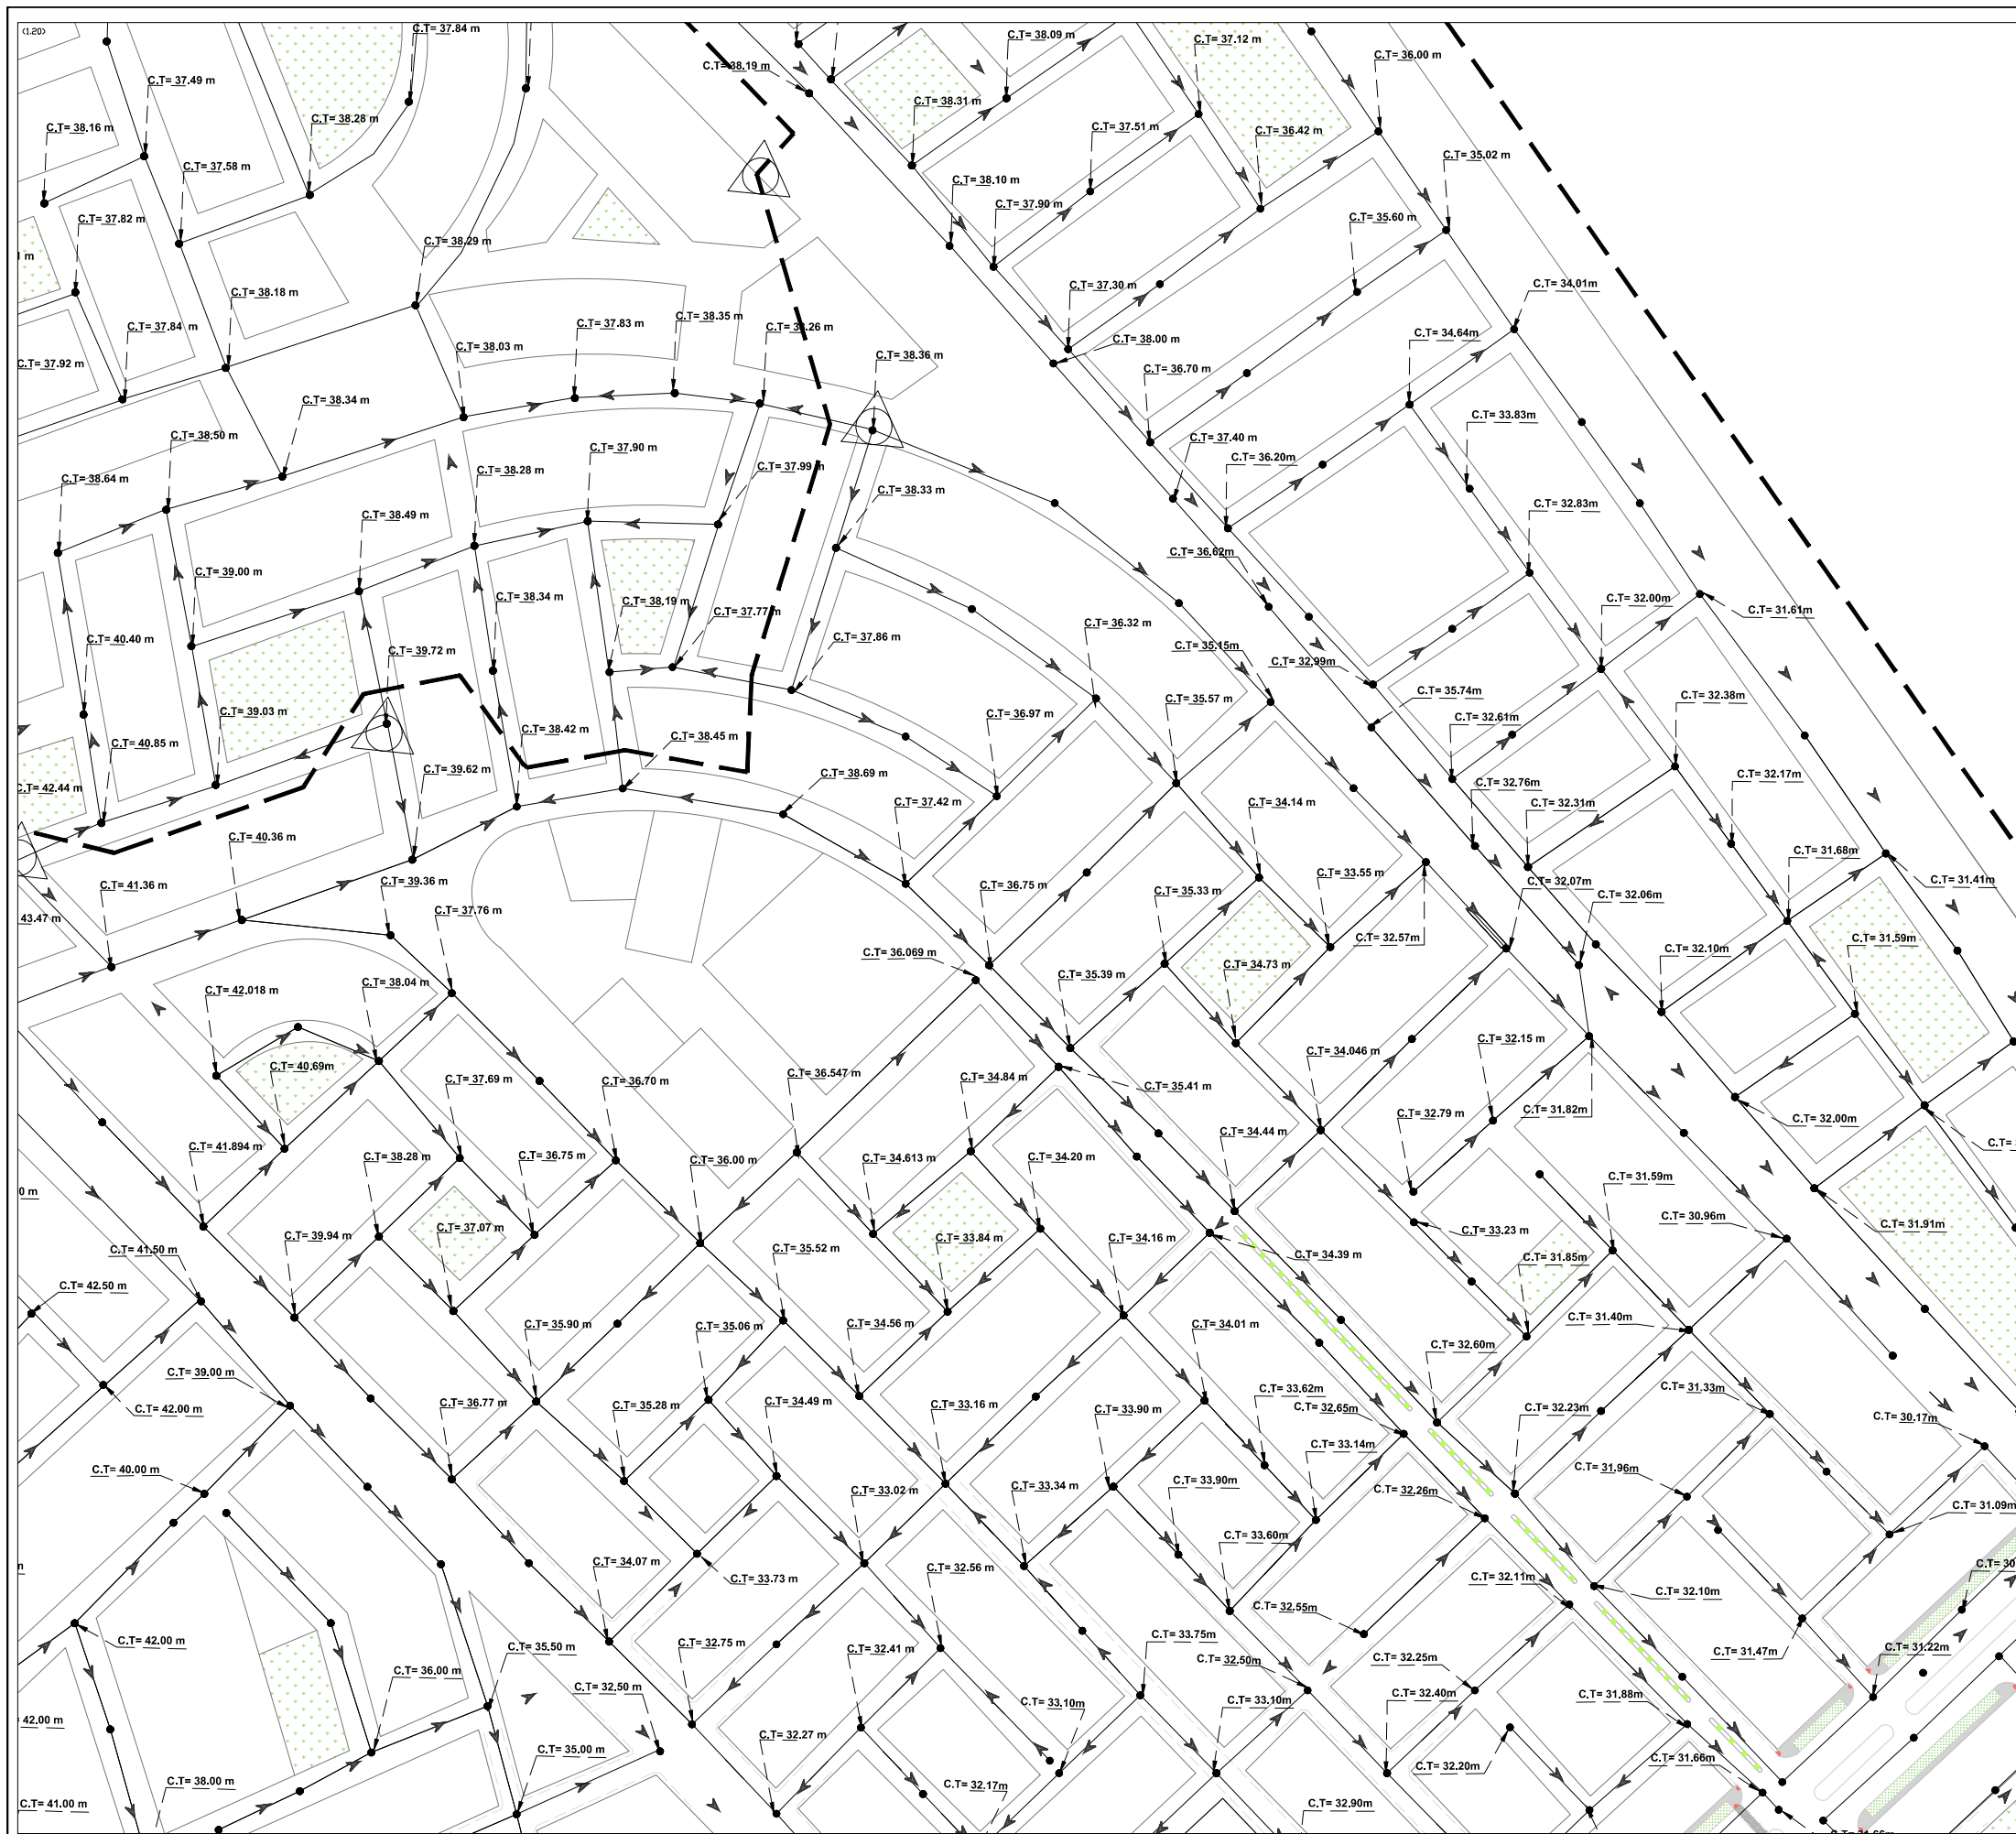 (1.20)
C.T= 37.84 m
C.T= 38.09 m
C.T= 37.12 m
C.T= 36.00 m
C.T= 38.19 m
C.T= 37.49 m
C.T= 38.31 m
C.T= 38.28 m
C.T= 38.16 m
C.T= 37.51 m
C.T= 36.42 m
C.T= 35.02 m
C.T= 37.58 m
C.T= 38.10 m
C.T= 37.90 m
C.T= 37.82 m
C.T= 35.60 m
C.T= 38.29 m
C.T= 37.30 m
C.T= 34.01m
C.T= 38.18 m
C.T= 37.84 m
C.T= 37.83 m
C.T= 38.35 m
C.T= 38.00 m
C.T= 34.64m
C.T= 38.03 m
C.T= 38.36 m
C.T= 37.92 m
C.T= 36.70 m
C.T= 38.34 m
C.T= 33.83m
C.T= 38.50 m
C.T= 37.40 m
C.T= 37.90 m
C.T= 36.20m
C.T= 38.28 m
C.T= 37.99 m
C.T= 38.64 m
C.T= 38.33 m
C.T= 32.83m
C.T= 38.49 m
C.T= 36.62m
C.T= 39.00 m
C.T= 38.34 m
C.T= 38.19 m
C.T= 37.77 m
C.T= 32.00m
C.T= 31.61m
C.T= 36.32 m
C.T= 37.86 m
C.T= 40.40 m
C.T= 35.15m
C.T= 39.72 m
C.T= 32.99m
C.T= 32.38m
C.T= 35.57 m
C.T= 39.03 m
C.T= 36.97 m
C.T= 35.74m
C.T= 32.61m
C.T= 38.42 m
C.T= 38.45 m
C.T= 40.85 m
C.T= 39.62 m
C.T= 38.69 m
C.T= 32.76m
C.T= 32.17m
C.T= 42.44 m
C.T= 37.42 m
C.T= 34.14 m
C.T= 32.31m
C.T= 40.36 m
C.T= 31.68m
C.T= 33.55 m
C.T= 41.36 m
C.T= 36.75 m
C.T= 32.07m
C.T= 31.41m
C.T= 39.36 m
C.T= 35.33 m
C.T= 32.06m
C.T= 37.76 m
43.47 m
C.T= 32.57m
C.T= 31.59m
C.T= 36.069 m
C.T= 38.04 m
C.T= 34.73 m
C.T= 32.10m
C.T= 35.39 m
C.T= 42.018 m
C.T= 32.15 m
C.T= 34.046 m
C.T= 40.69m
C.T= 36.547 m
C.T= 34.84 m
C.T= 37.69 m
C.T= 36.70 m
C.T= 35.41 m
C.T= 31.82m
C.T= 32.79 m
C.T= 32.00m
C.T= 34.44 m
C.T= 41.894 m
C.T= 38.28 m
C.T= 36.75 m
C.T= 36.00 m
C.T= 34.613 m
C.T= 34.20 m
C.T= 31.59m
0 m
C.T= 30.96m
C.T= 31.91m
C.T= 37.07 m
C.T= 33.23 m
C.T= 39.94 m
C.T= 33.84 m
C.T= 34.16 m
C.T= 41.50 m
C.T= 35.52 m
C.T= 34.39 m
C.T= 31.85m
C.T= 42.50 m
C.T= 31.40m
C.T= 35.90 m
C.T= 35.06 m
C.T= 34.56 m
C.T= 34.01 m
C.T= 32.60m
C.T= 39.00 m
C.T= 33.62m
C.T= 31.33m
C.T= 36.77 m
C.T= 35.28 m
C.T= 34.49 m
C.T= 33.16 m
C.T= 33.90 m
C.T= 42.00 m
C.T= 32.65m
C.T= 32.23m
C.T= 30.17m
C.T= 33.14m
C.T= 40.00 m
C.T= 31.96m
C.T= 33.34 m
C.T= 33.90m
C.T= 32.26m
C.T= 33.02 m
C.T= 31.09m
C.T= 33.60m
C.T= 34.07 m
C.T= 33.73 m
C.T= 32.56 m
C.T= 32.11m
C.T= 32.10m
C.T= 32.55m
C.T= 42.00 m
C.T= 35.50 m
C.T= 32.75 m
C.T= 32.41 m
C.T= 33.75m
C.T= 31.47m
C.T= 31.22m
C.T= 36.00 m
C.T= 32.50m
C.T= 32.25m
C.T= 32.50 m
C.T= 33.10m
C.T= 33.10m
C.T= 32.40m
C.T= 31.88m
42.00 m
C.T= 32.27 m
C.T= 35.00 m
C.T= 32.20m
C.T= 31.66m
C.T= 38.00 m
C.T= 32.17m
C.T= 41.00 m
C.T= 32.90m